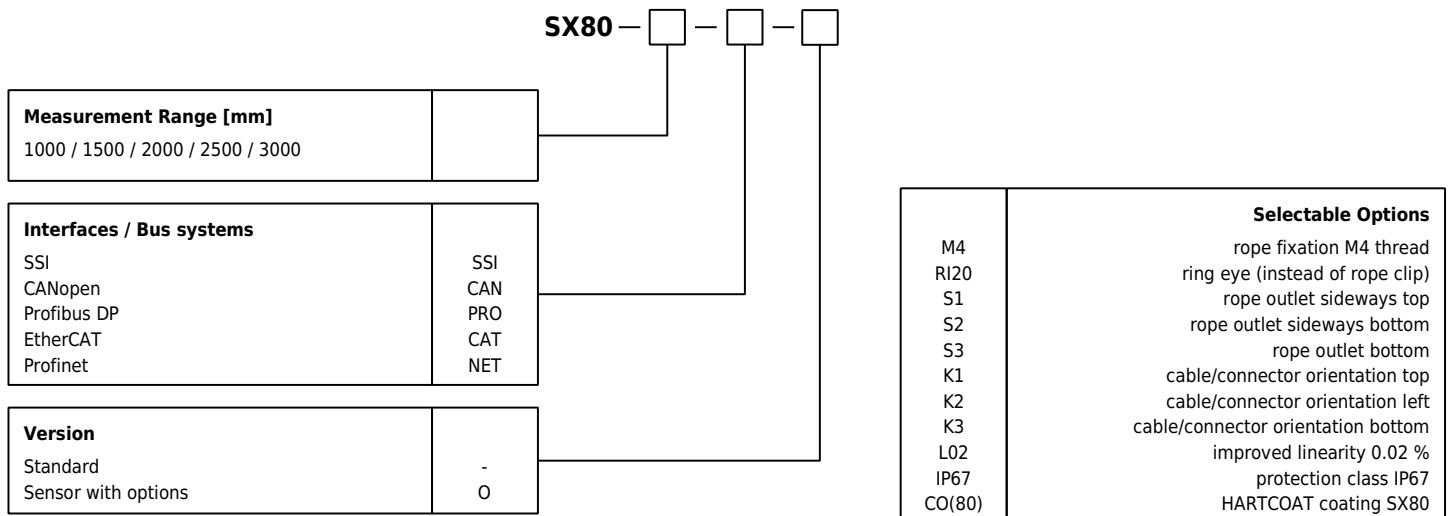 SX80 — □ — □ — □
Measurement Range [mm]
1000 / 1500 / 2000 / 2500 / 3000
Interfaces / Bus systems
SSI SSI
CANopen CAN
Profibus DP PRO
EtherCAT CAT
Profinet NET
Version
Standard -
Sensor with options O
Selectable Options
M4 rope fixation M4 thread
RI20 ring eye (instead of rope clip)
S1 rope outlet sideways top
S2 rope outlet sideways bottom
S3 rope outlet bottom
K1 cable/connector orientation top
K2 cable/connector orientation left
K3 cable/connector orientation bottom
L02 improved linearity 0.02 %
IP67 protection class IP67
CO(80) HARTCOAT coating SX80